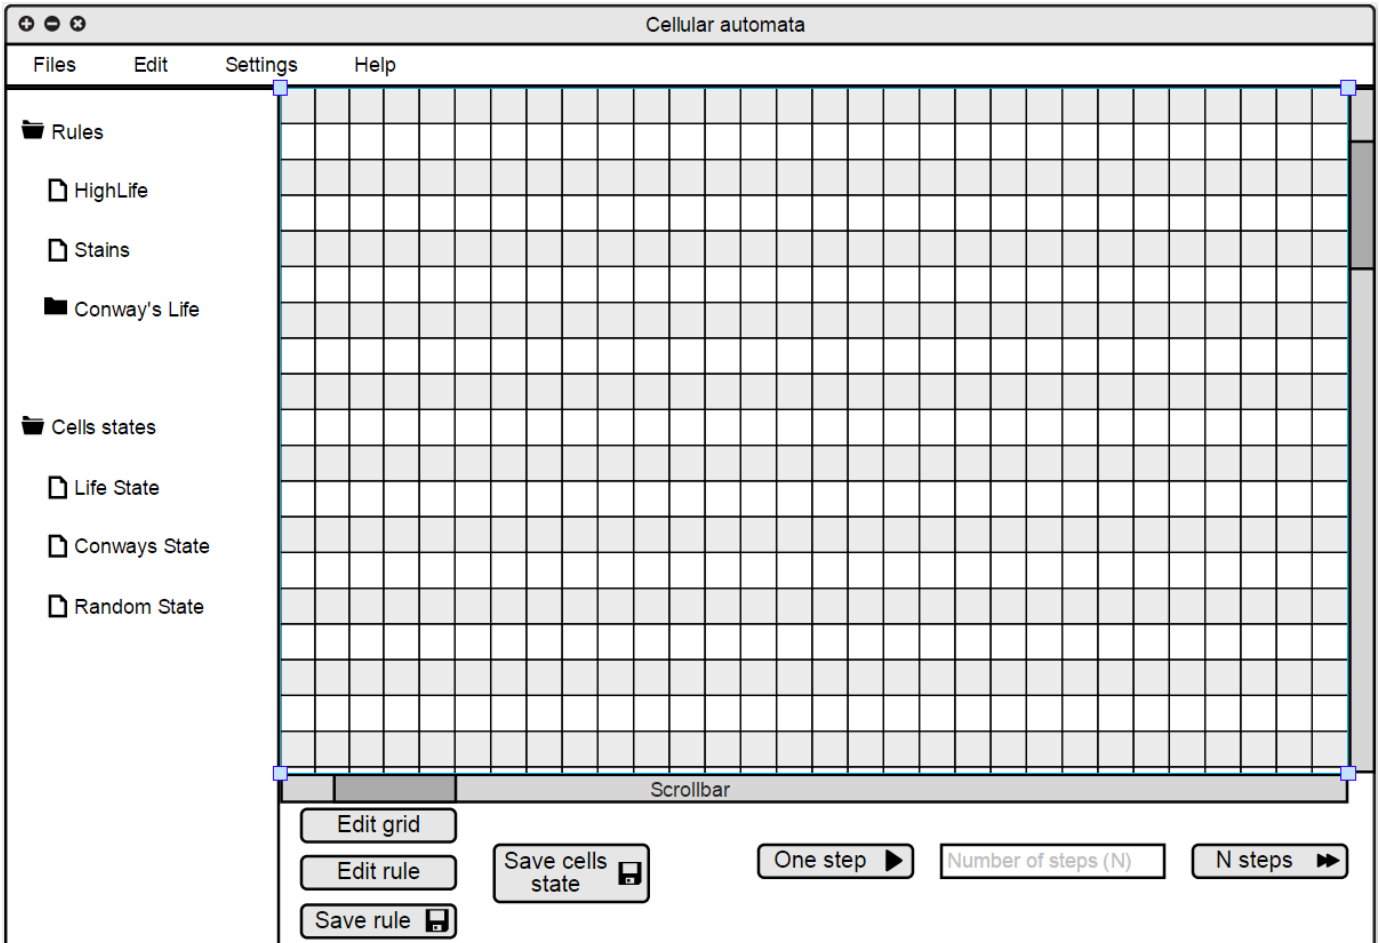 Cellular automata
Files Edit Settings Help
Rules
HighLife
Stains
Conway's Life
Cells states
Life State
Conways State
Random State
Scrollbar
Edit grid
Edit rule
Save rule
Save cells
state
One step
Number of steps (N)
N steps